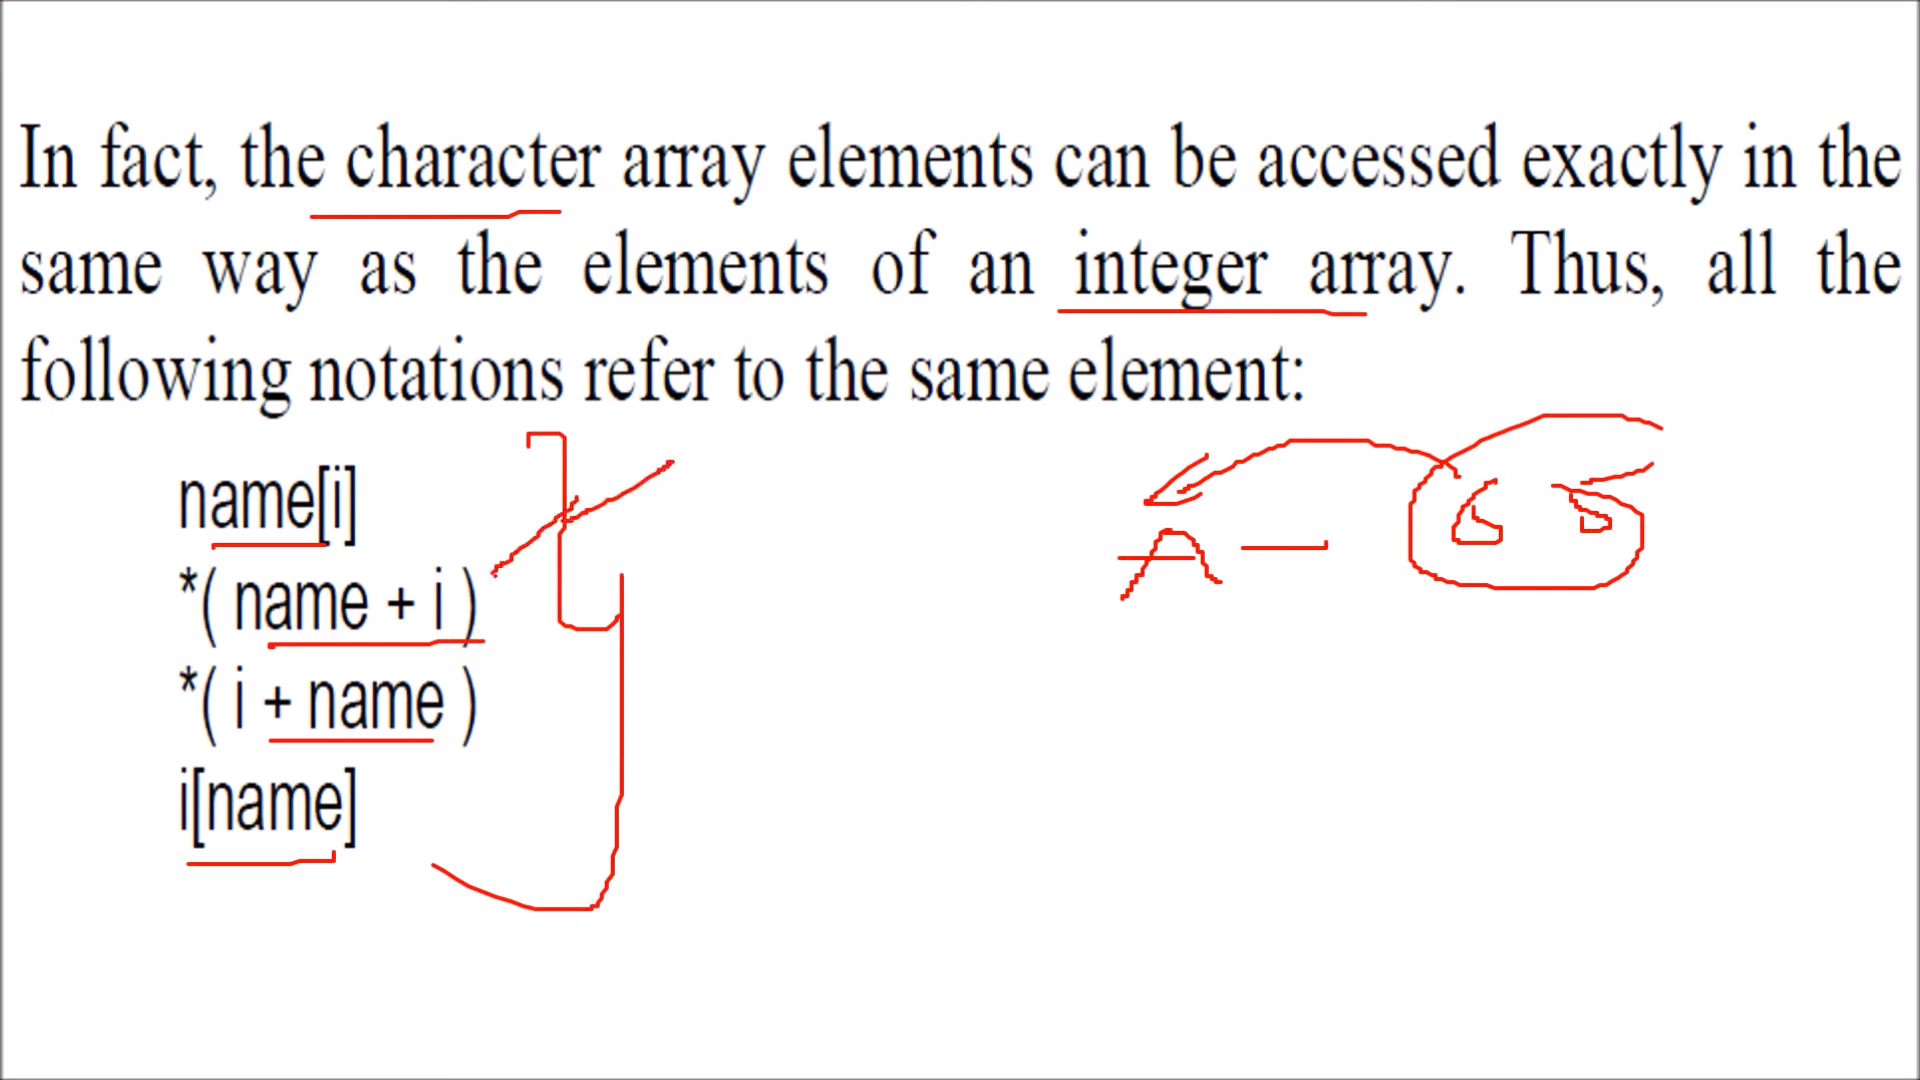 In fact, the character array elements can be accessed exactly in the
same way as the elements of an integer array. Thus, all the
following notations refer to the same element:
name[i]
*( name + i )
*( i + name )
i[name]
A – 65